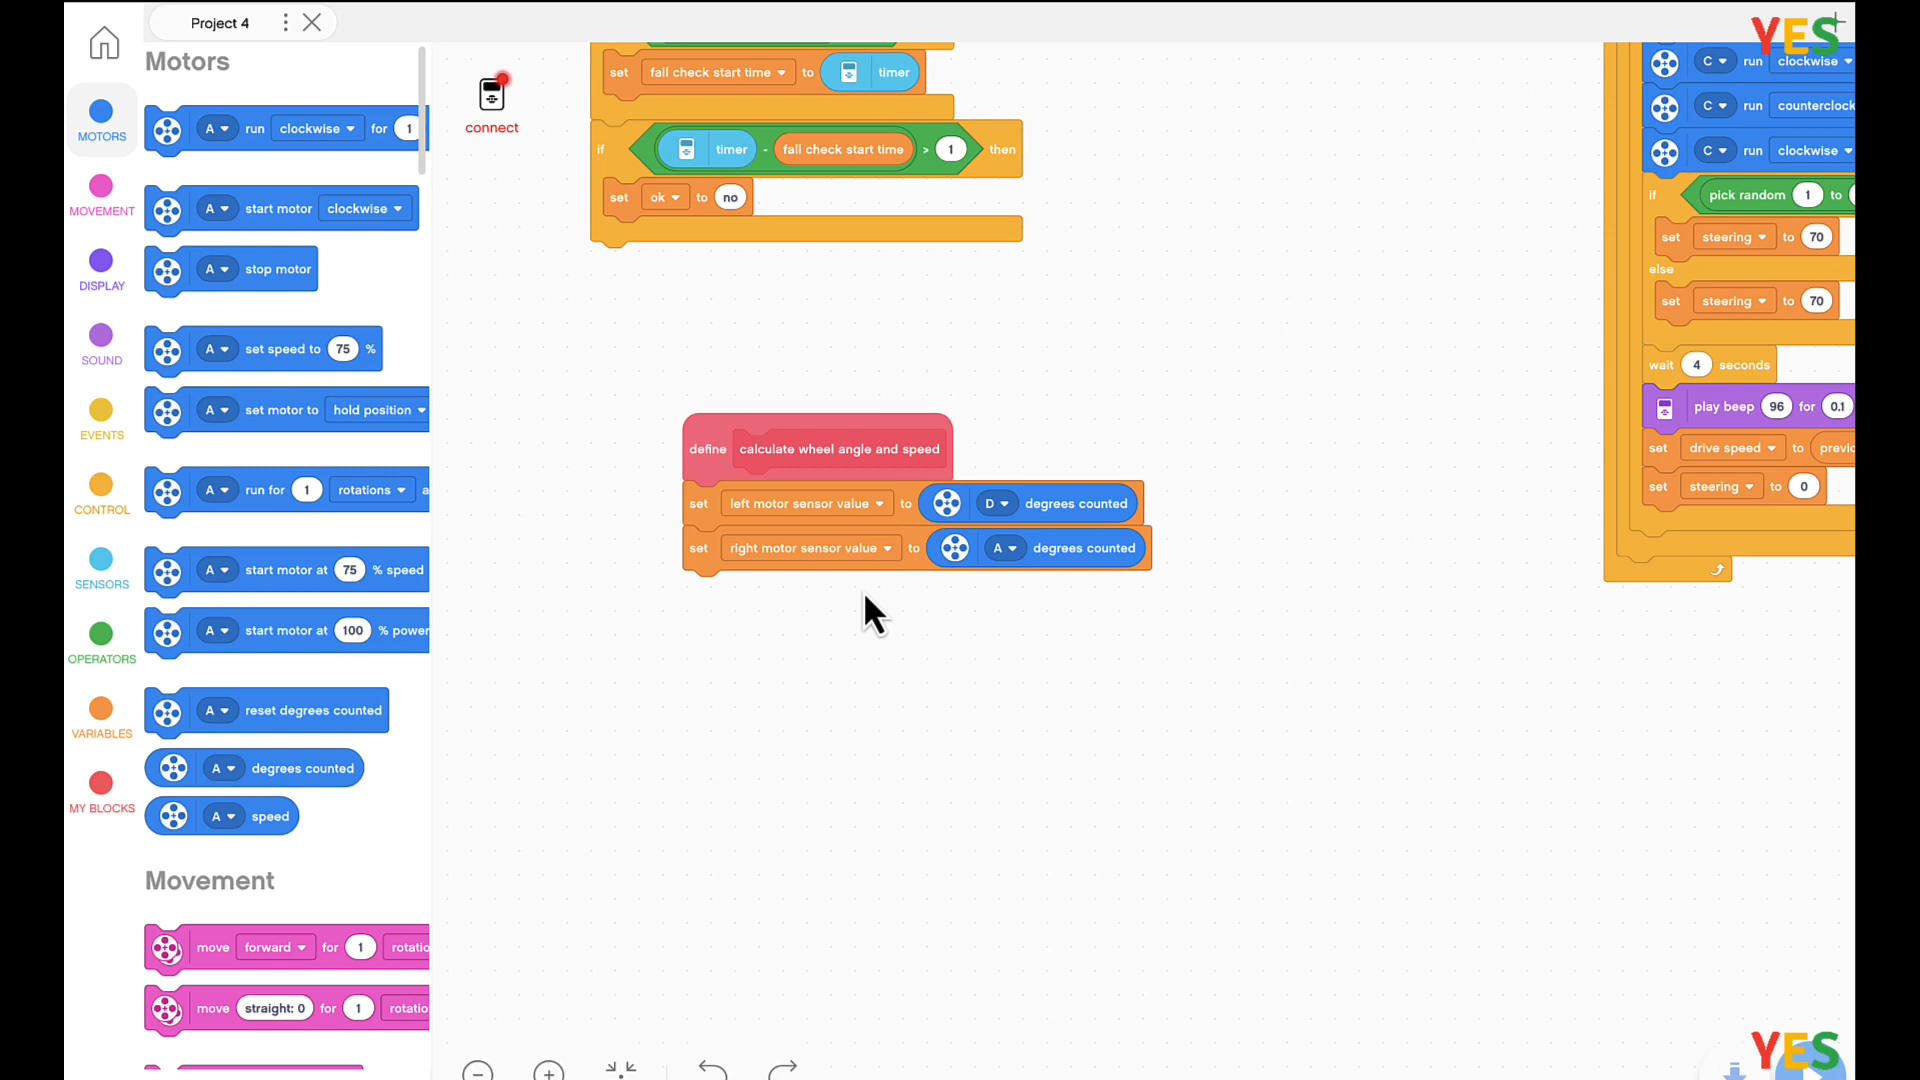 Project 4
YES
Motors
MOTORS
MOVEMENT
DISPLAY
SOUND
EVENTS
CONTROL
SENSORS
OPERATORS
VARIABLES
MY BLOCKS
A run clockwise for 1
A start motor clockwise
A stop motor
A set speed to 75 %
A set motor to hold position
A run for 1 rotations a
A start motor at 75 % speed
A start motor at 100 % power
A reset degrees counted
A degrees counted
A speed
Movement
move forward for 1 rotatio
move straight: 0 for 1 rotatio
connect
set fall check start time to timer
if timer - fall check start time > 1 then
set ok to no
define calculate wheel angle and speed
set left motor sensor value to D degrees counted
set right motor sensor value to A degrees counted
C run clockwise
C run counterclock
C run clockwise
if pick random 1 to
set steering to 70
else
set steering to 70
wait 4 seconds
play beep 96 for 0.1
set drive speed to previo
set steering to 0
YES